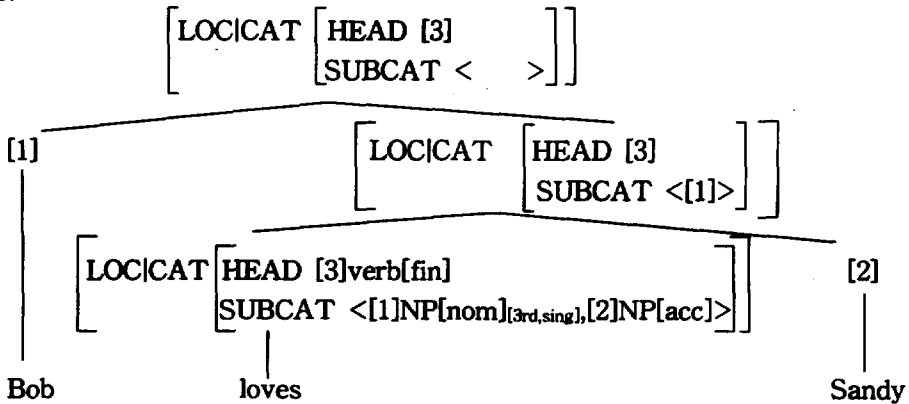 [LOC|CAT [HEAD [3]
SUBCAT < >]]
[1]
[LOC|CAT [HEAD [3]
SUBCAT <[1]>]]
[LOC|CAT [HEAD [3]verb[fin]
SUBCAT <[1]NP[nom][3rd,sing],[2]NP[acc]>]]
[2]
Bob loves Sandy